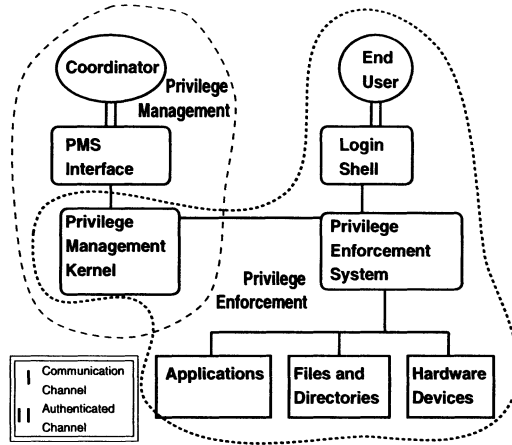 Coordinator
Privilege
Management
End
User
PMS
Interface
Login
Shell
Privilege
Management
Kernel
Privilege
Enforcement
System
Privilege
Enforcement
Applications
Files and
Directories
Hardware
Devices
Communication
Channel
Authenticated
Channel